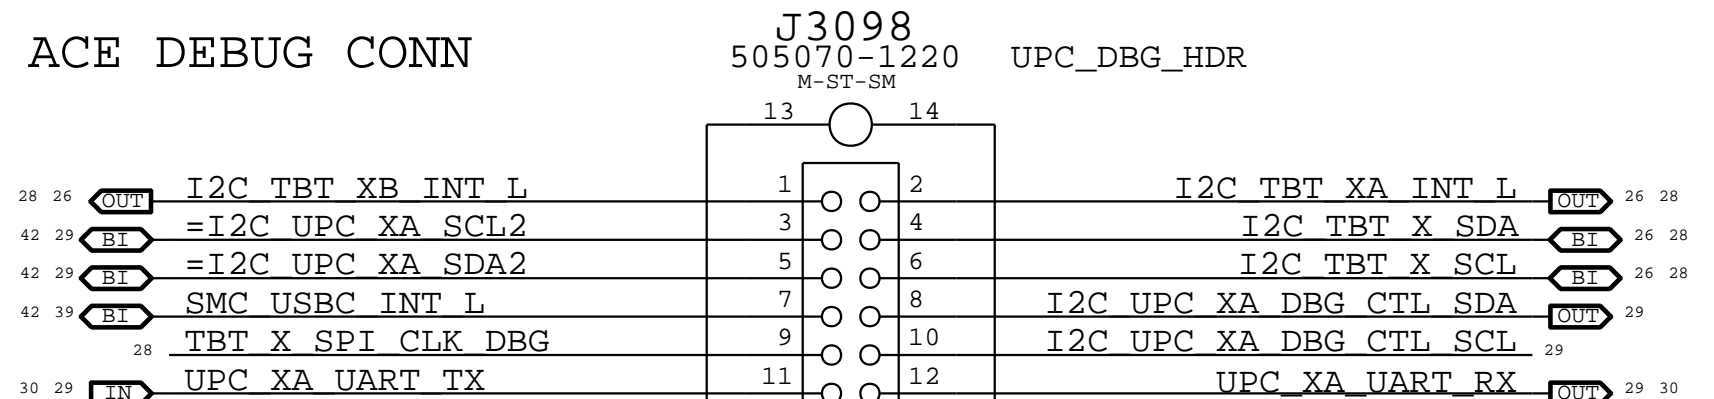 J3098
ACE DEBUG CONN 505070-1220 UPC_DBG_HDR
M-ST-SM
13 14
28 26 OUT I2C_TBT_XB_INT_L 1 2 I2C_TBT_XA_INT_L OUT 26 28
42 29 BI =I2C_UPC_XA_SCL2 3 4 I2C_TBT_X_SDA BI 26 28
42 29 BI =I2C_UPC_XA_SDA2 5 6 I2C_TBT_X_SCL BI 26 28
42 39 BI SMC_USBC_INT_L 7 8 I2C_UPC_XA_DBG_CTL_SDA OUT 29
28 TBT_X_SPI_CLK_DBG 9 10 I2C_UPC_XA_DBG_CTL_SCL 29
30 29 IN UPC_XA_UART_TX 11 12 UPC_XA_UART_RX OUT 29 30